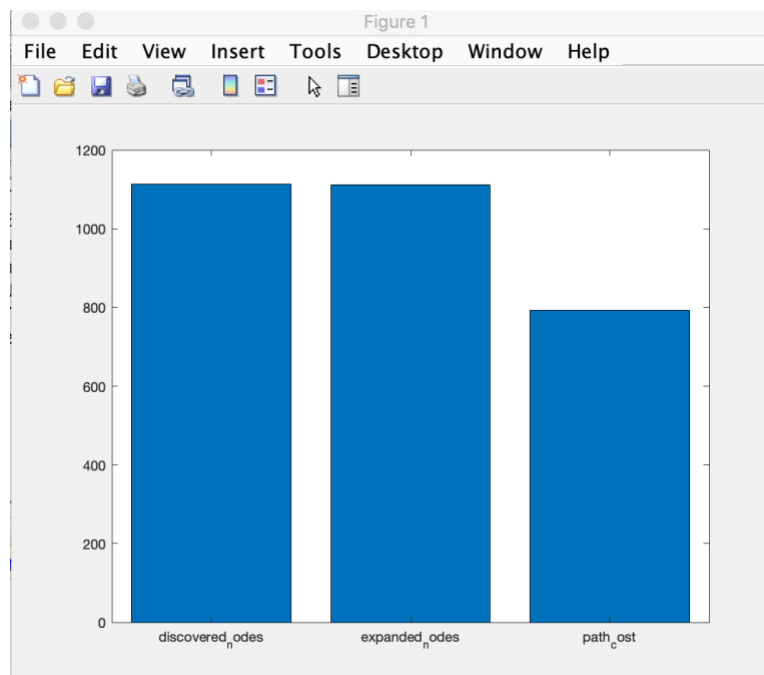 Figure 1
File Edit View Insert Tools Desktop Window Help
1200
1000
800
600
400
200
0
discovered_nodes expanded_nodes path_cost